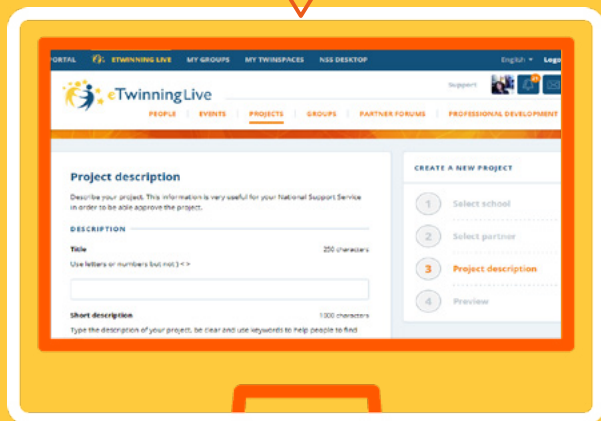 PORTAL ETWINNING LIVE MY GROUPS MY TWINSPACES NSS DESKTOP English Logo
eTwinning Live Support
PEOPLE EVENTS PROJECTS GROUPS PARTNER FORUMS PROFESSIONAL DEVELOPMENT
Project description
Describe your project. This information is very useful for your National Support Service
in order to be able approve the project.
DESCRIPTION
Title 250 characters
Use letters or numbers but not ) < >
Short description 1000 characters
Type the description of your project, be clear and use keywords to help people to find
CREATE A NEW PROJECT
1 Select school
2 Select partner
3 Project description
4 Preview